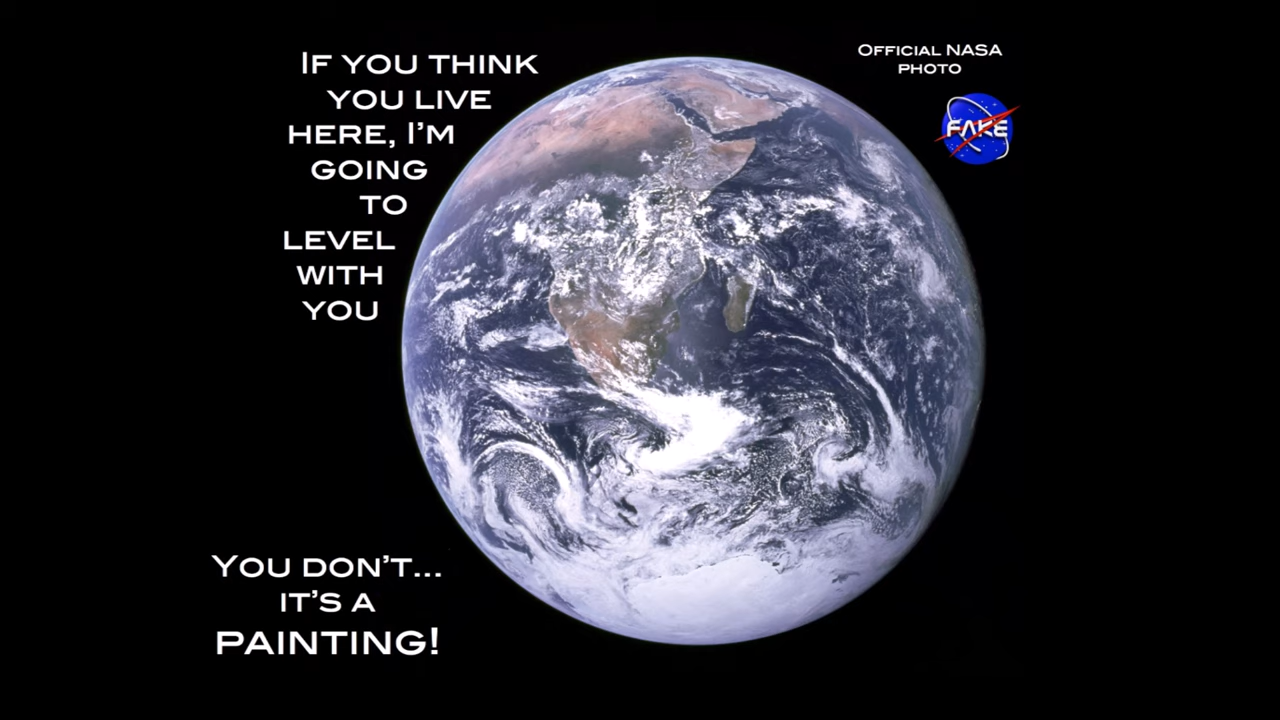 If you think
you live
here, I'm
going
to
level
with
you
Official NASA
photo
FAKE
You don't...
it's a
painting!